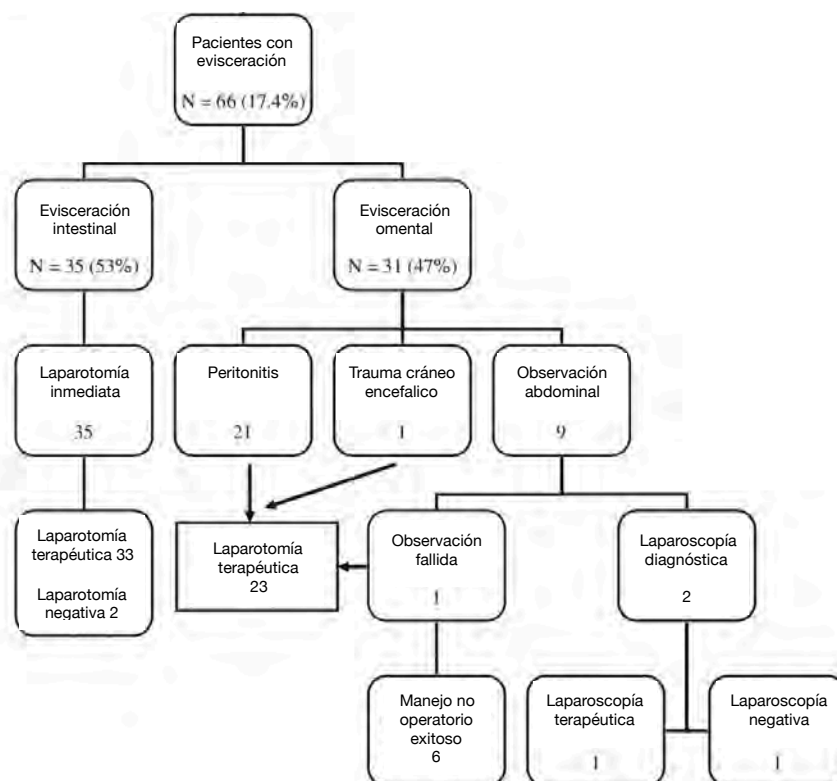 Pacientes con
evisceración
N = 66 (17.4%)
Evisceración
intestinal
N = 35 (53%)
Evisceración
omental
N = 31 (47%)
Laparotomía
inmediata
35
Peritonitis
21
Trauma cráneo
encefalico
1
Observación
abdominal
9
Laparotomía
terapéutica 33
Laparotomía
negativa 2
Laparotomía
terapéutica
23
Observación
fallida
1
Laparoscopía
diagnóstica
2
Manejo no
operatorio
exitoso
6
Laparoscopía
terapéutica
1
Laparoscopía
negativa
1